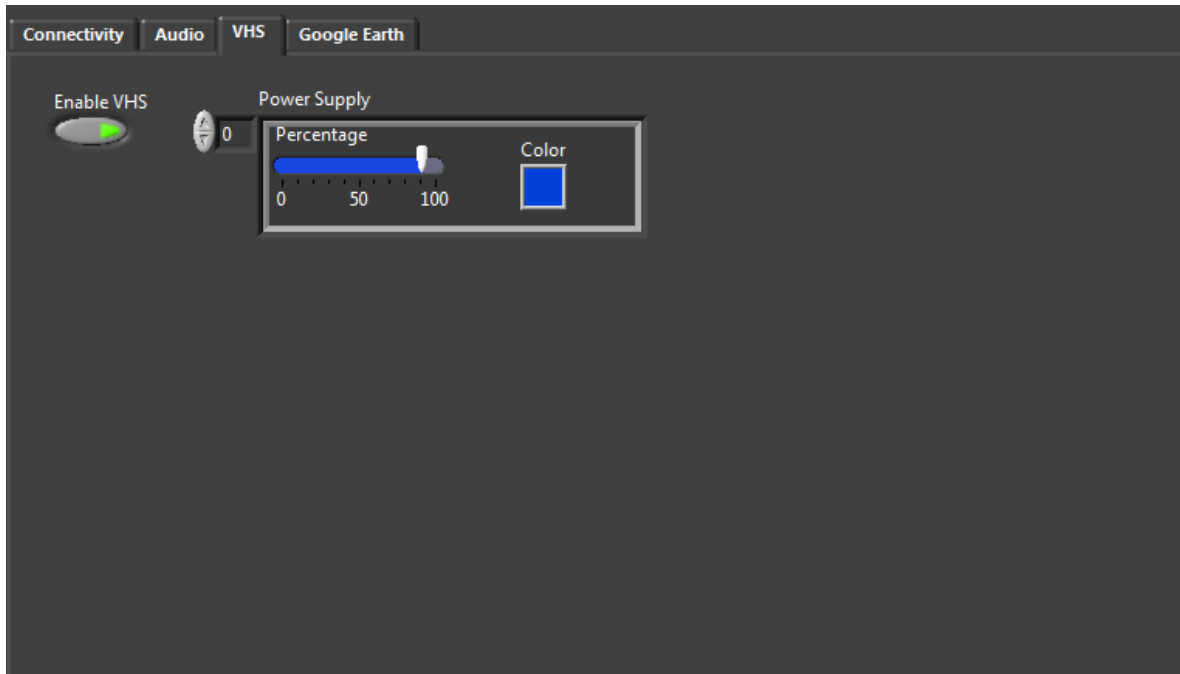 Connectivity Audio VHS Google Earth
Enable VHS
Power Supply
0
Percentage
Color
0 50 100